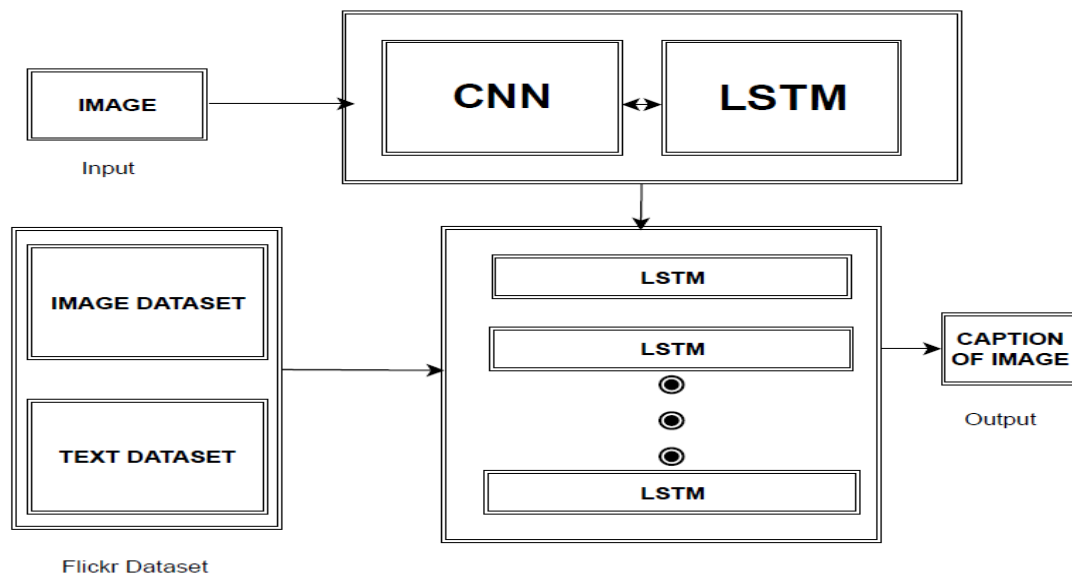 IMAGE
Input
CNN
LSTM
IMAGE DATASET
TEXT DATASET
Flickr Dataset
LSTM
LSTM
LSTM
CAPTION
OF IMAGE
Output